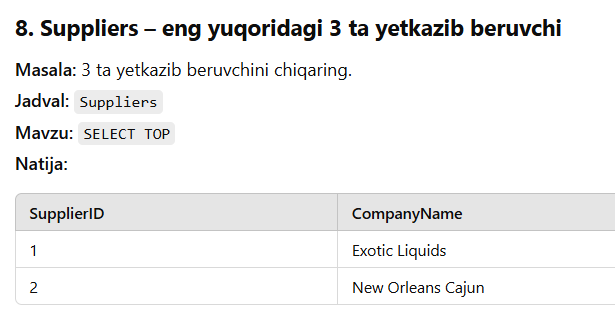 8. Suppliers – eng yuqoridagi 3 ta yetkazib beruvchi
Masala: 3 ta yetkazib beruvchini chiqaring.
Jadval: Suppliers
Mavzu: SELECT TOP
Natija:
SupplierID CompanyName
1 Exotic Liquids
2 New Orleans Cajun